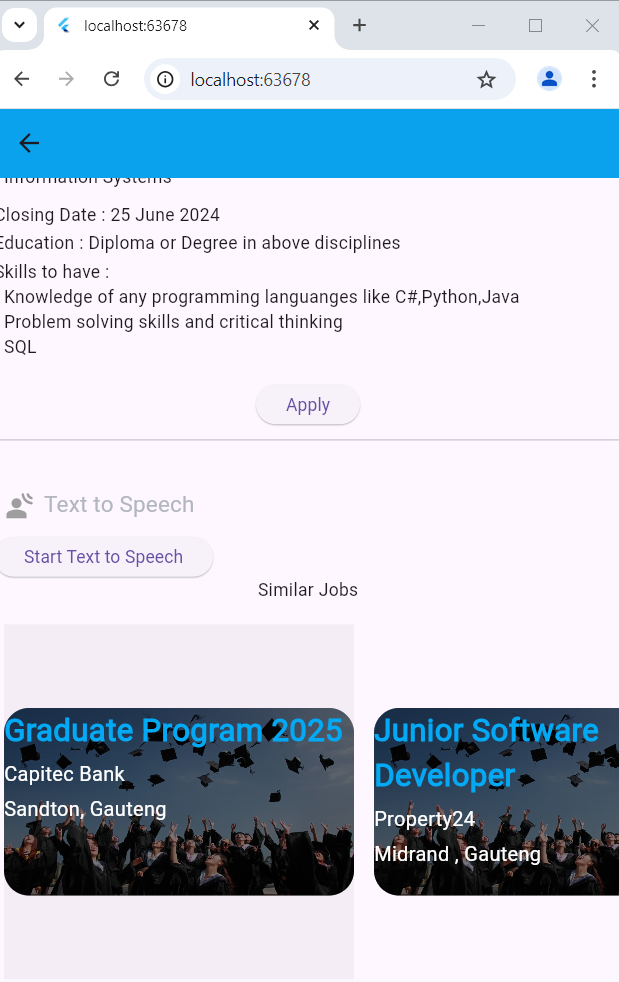 localhost:63678
localhost:63678
Information Systems
Closing Date : 25 June 2024
Education : Diploma or Degree in above disciplines
Skills to have :
Knowledge of any programming languanges like C#,Python,Java
Problem solving skills and critical thinking
SQL
Apply
Text to Speech
Start Text to Speech
Similar Jobs
Graduate Program 2025
Capitec Bank
Sandton, Gauteng
Junior Software
Developer
Property24
Midrand , Gauteng